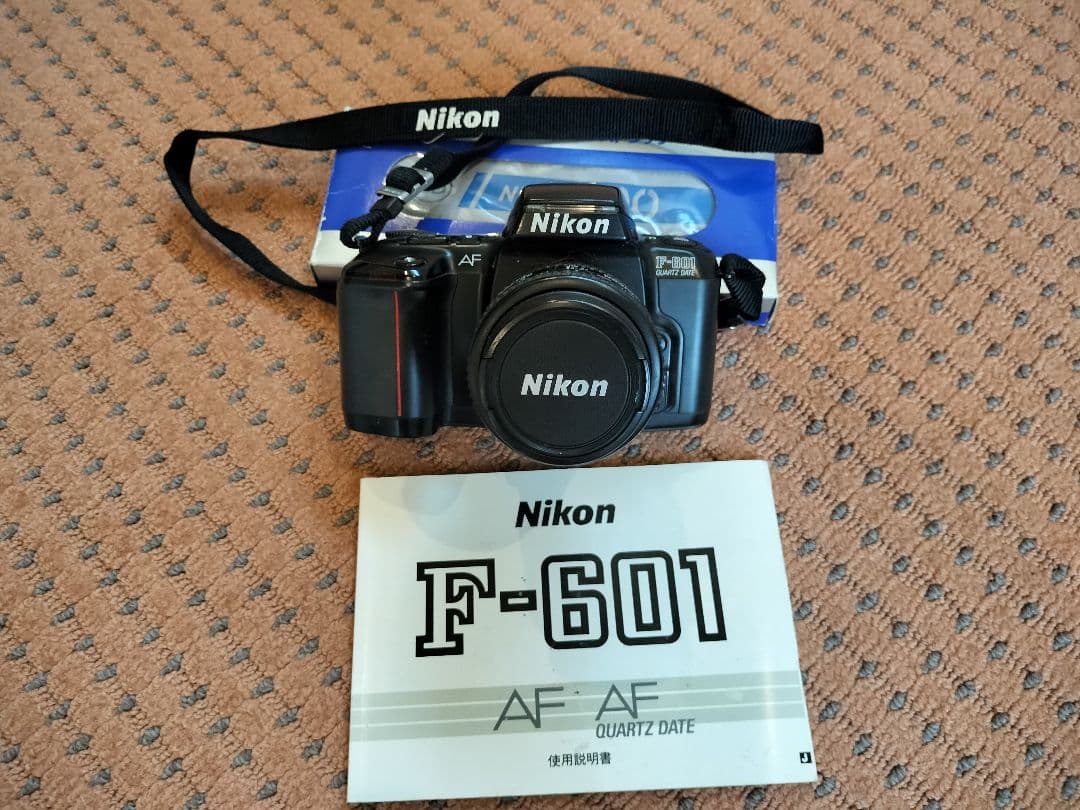 Nikon
N
Nikon
AF
F-601
QUARTZ DATE
Nikon
Nikon
F-601
AF AF
QUARTZ DATE
使用説明書
J